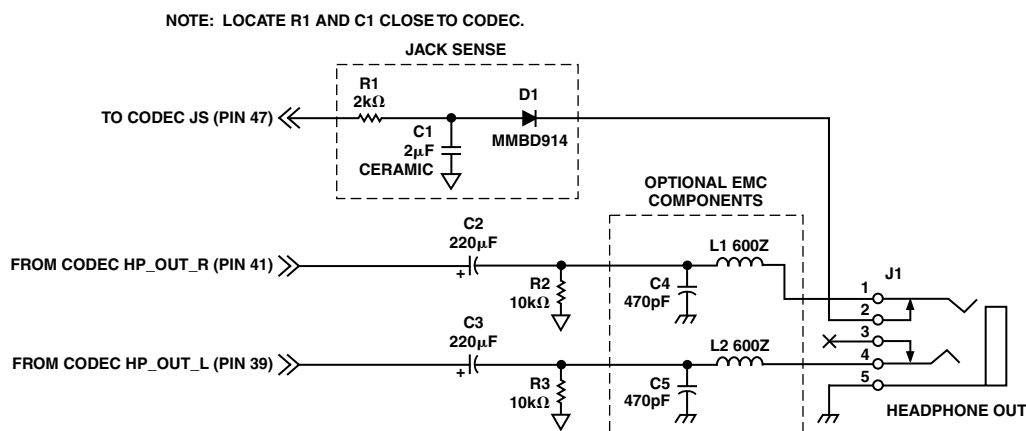 NOTE: LOCATE R1 AND C1 CLOSE TO CODEC.
JACK SENSE
R1
2kΩ
D1
TO CODEC JS (PIN 47)
C1
2μF
CERAMIC
MMBD914
OPTIONAL EMC
COMPONENTS
C2
220μF
+
L1 600Z
FROM CODEC HP_OUT_R (PIN 41)
R2
10kΩ
C4
470pF
J1
1
2
3
4
5
C3
220μF
+
L2 600Z
FROM CODEC HP_OUT_L (PIN 39)
R3
10kΩ
C5
470pF
HEADPHONE OUT